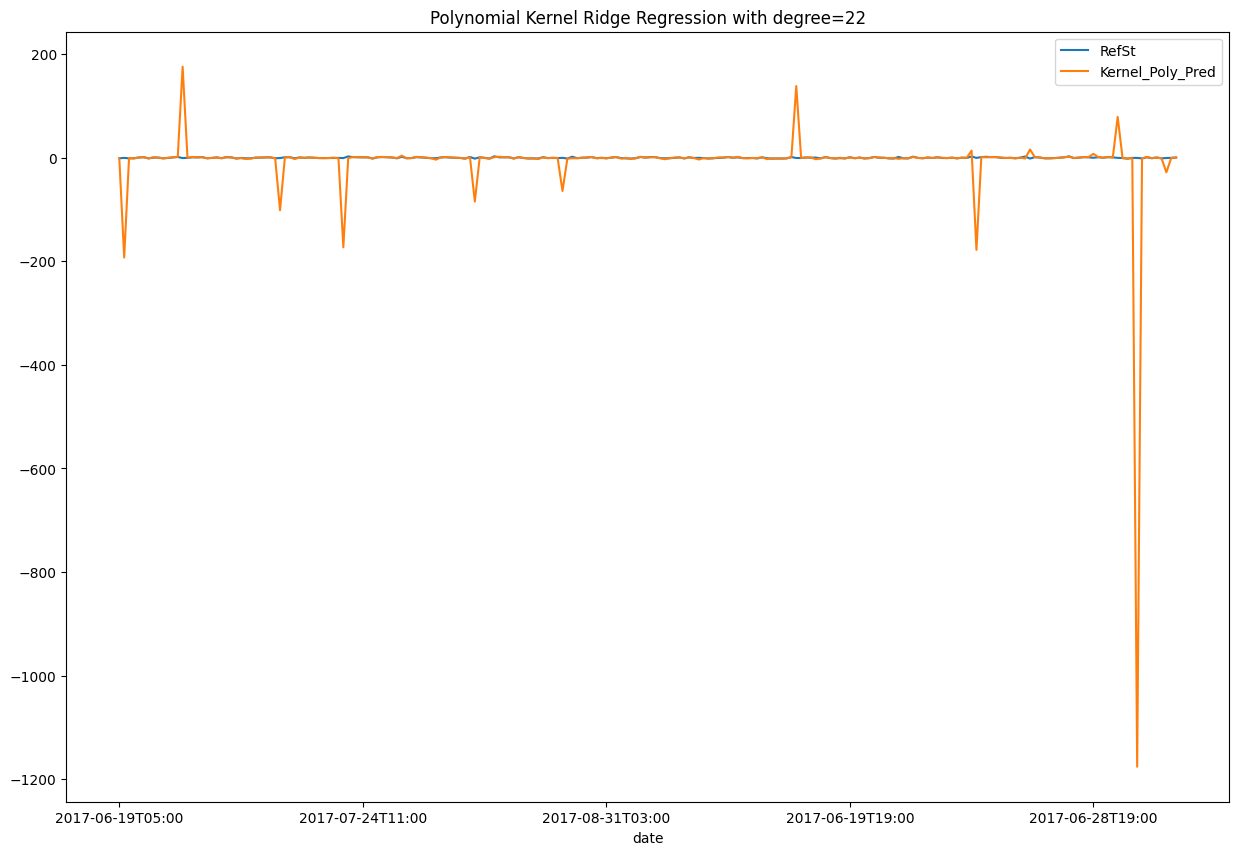 Polynomial Kernel Ridge Regression with degree=22
RefSt
Kernel_Poly_Pred
200
0
−200
−400
−600
−800
−1000
−1200
2017-06-19T05:00 2017-07-24T11:00 2017-08-31T03:00 2017-06-19T19:00 2017-06-28T19:00
date